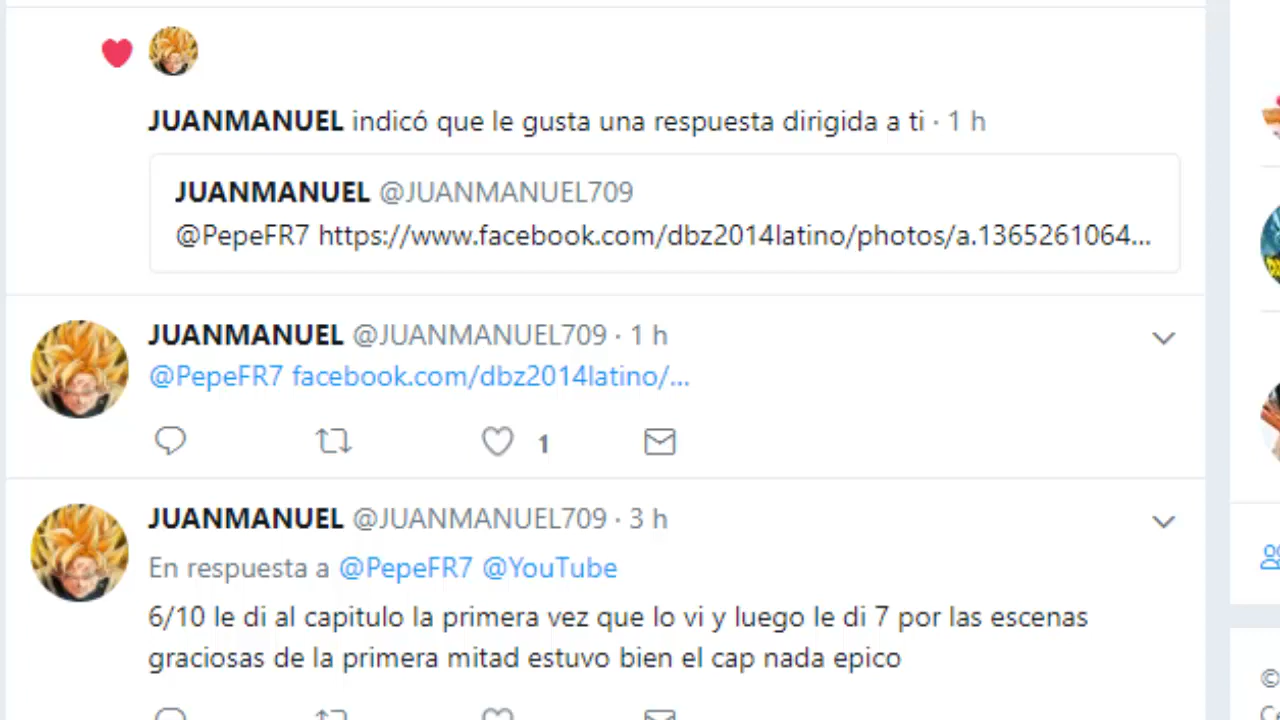 JUANMANUEL indicó que le gusta una respuesta dirigida a ti · 1 h
JUANMANUEL @JUANMANUEL709
@PepeFR7 https://www.facebook.com/dbz2014latino/photos/a.1365261064...
JUANMANUEL @JUANMANUEL709 · 1 h
@PepeFR7 facebook.com/dbz2014latino/...
1
JUANMANUEL @JUANMANUEL709 · 3 h
En respuesta a @PepeFR7 @YouTube
6/10 le di al capitulo la primera vez que lo vi y luego le di 7 por las escenas
graciosas de la primera mitad estuvo bien el cap nada epico
©